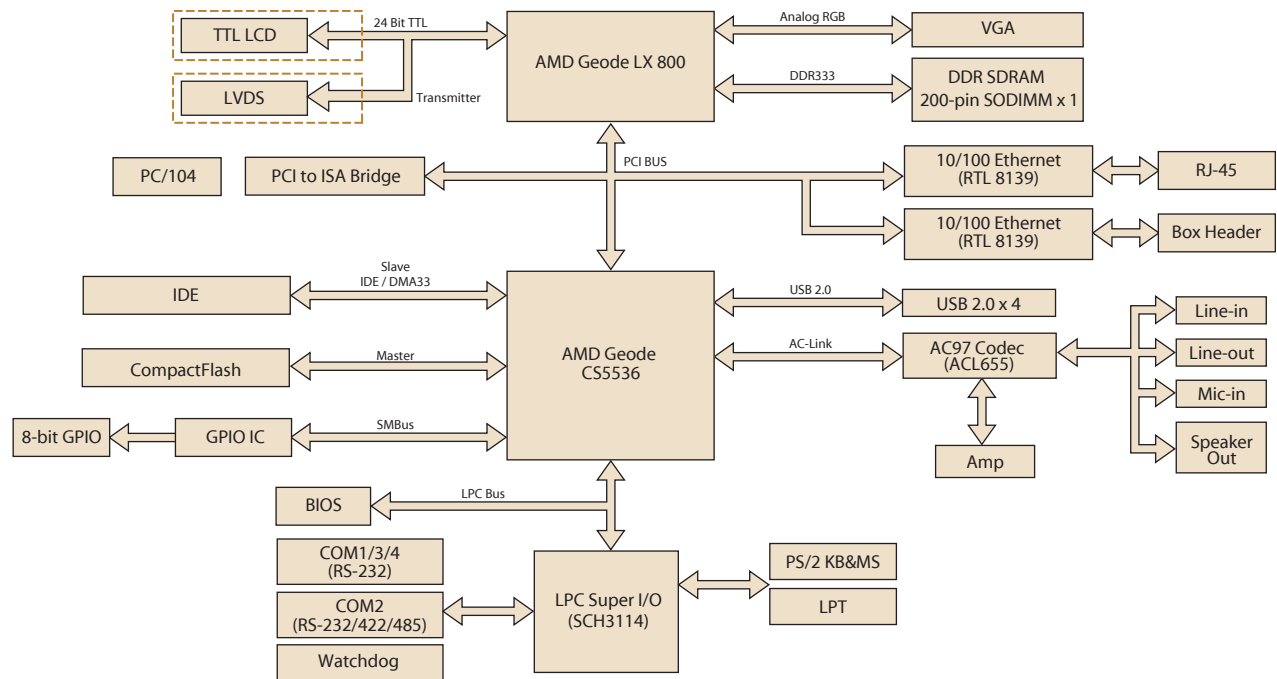 TTL LCD
24 Bit TTL
AMD Geode LX 800
Analog RGB
VGA
LVDS
Transmitter
DDR333
DDR SDRAM
200-pin SODIMM x 1
PC/104
PCI to ISA Bridge
PCI BUS
10/100 Ethernet
(RTL 8139)
RJ-45
10/100 Ethernet
(RTL 8139)
Box Header
IDE
Slave
IDE / DMA33
AMD Geode
CS5536
USB 2.0
USB 2.0 x 4
CompactFlash
Master
AC-Link
AC97 Codec
(ACL655)
Line-in
Line-out
Mic-in
Speaker
Out
8-bit GPIO
GPIO IC
SMBus
Amp
BIOS
LPC Bus
COM1/3/4
(RS-232)
COM2
(RS-232/422/485)
Watchdog
LPC Super I/O
(SCH3114)
PS/2 KB&MS
LPT